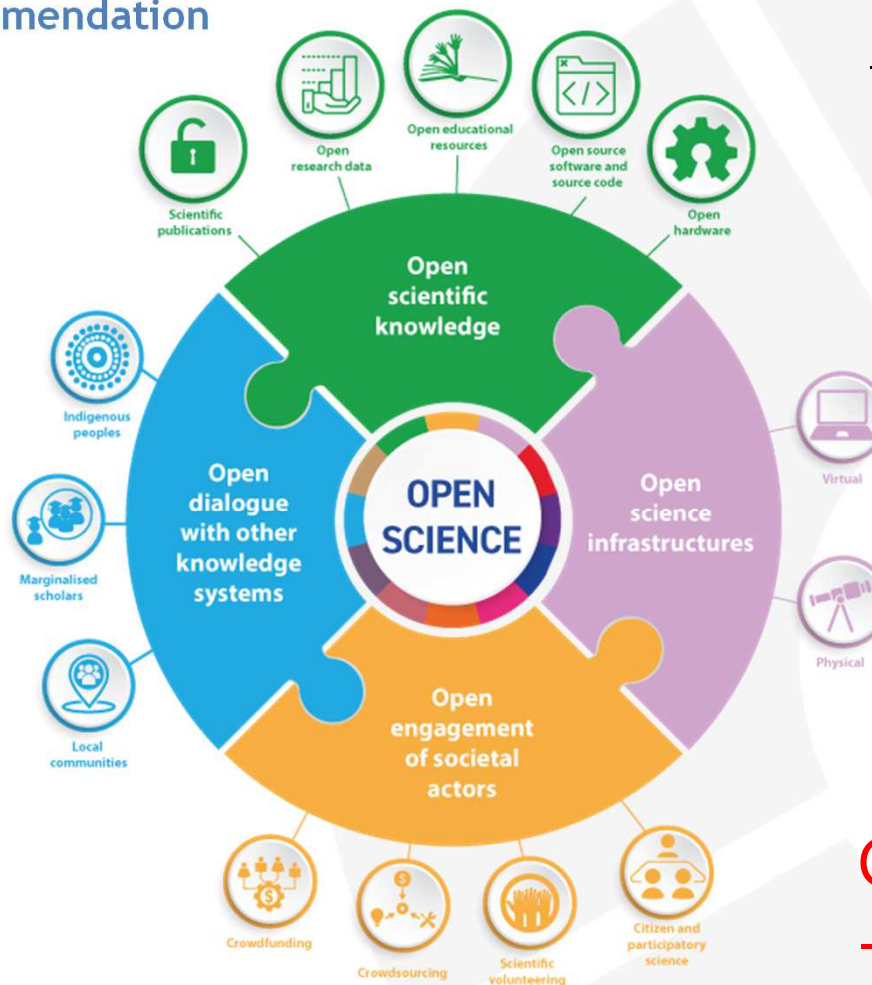 mendation
Open educational
resources
Open
research data
Open source
software and
source code
Scientific
publications
Open
hardware
Open
scientific
knowledge
Indigenous
peoples
Marginalised
scholars
Local
communities
Open
dialogue
with other
knowledge
systems
OPEN
SCIENCE
Open
science
infrastructures
Virtual
Physical
Open
engagement
of societal
actors
Crowdfunding
Crowdsourcing
Scientific
volunteering
Citizen and
participatory
science